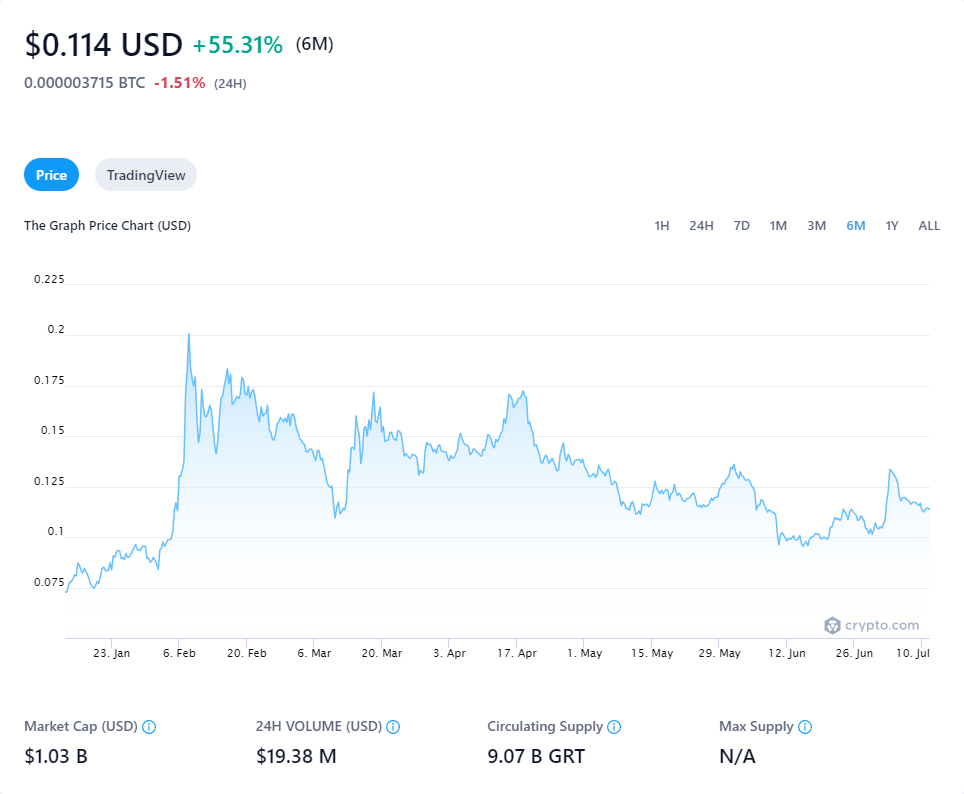 $0.114 USD +55.31% (6M)
0.000003715 BTC -1.51% (24H)
Price TradingView
The Graph Price Chart (USD) 1H 24H 7D 1M 3M 6M 1Y ALL
0.225
0.2
0.175
0.15
0.125
0.1
0.075
crypto.com
23. Jan 6. Feb 20. Feb 6. Mar 20. Mar 3. Apr 17. Apr 1. May 15. May 29. May 12. Jun 26. Jun 10. Jul
Market Cap (USD) 24H VOLUME (USD) Circulating Supply Max Supply
$1.03 B $19.38 M 9.07 B GRT N/A